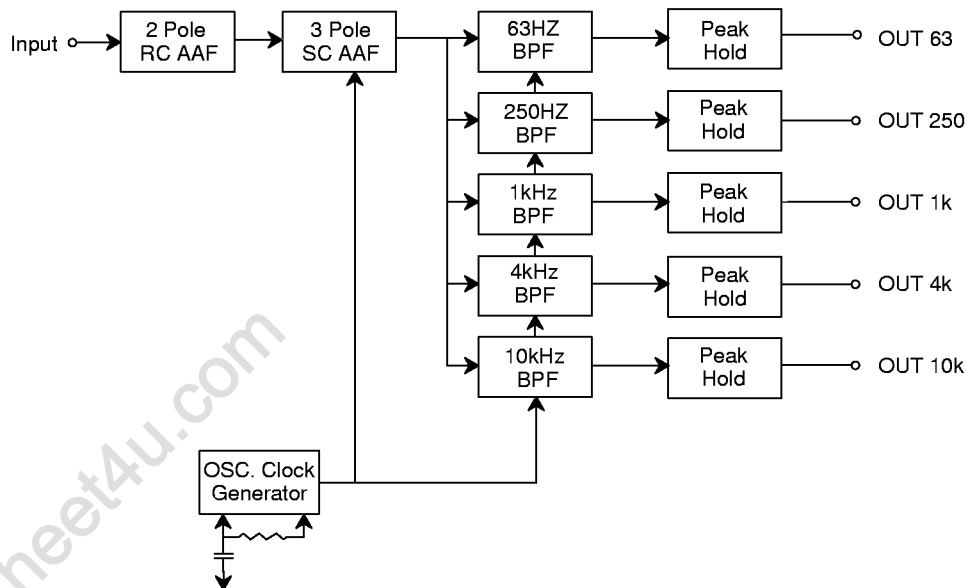 Input
2 Pole
RC AAF
3 Pole
SC AAF
63HZ
BPF
Peak
Hold
OUT 63
250HZ
BPF
Peak
Hold
OUT 250
1kHz
BPF
Peak
Hold
OUT 1k
4kHz
BPF
Peak
Hold
OUT 4k
10kHz
BPF
Peak
Hold
OUT 10k
OSC. Clock
Generator
heet4u.com